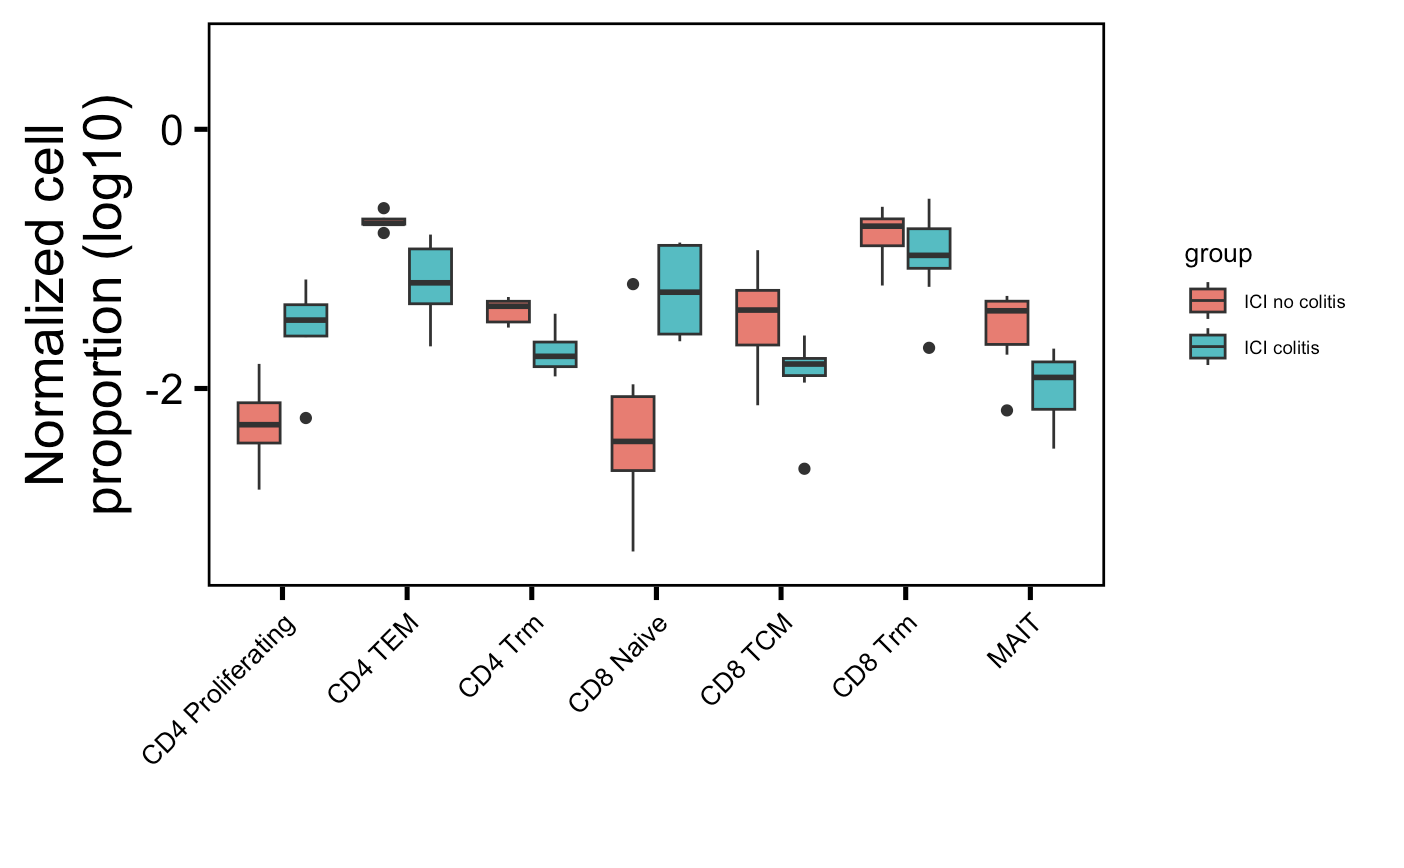 Normalized cell
proportion (log10)
0
-2
CD4 Proliferating
CD4 TEM
CD4 Trm
CD8 Naive
CD8 TCM
CD8 Trm
MAIT
group
ICI no colitis
ICI colitis